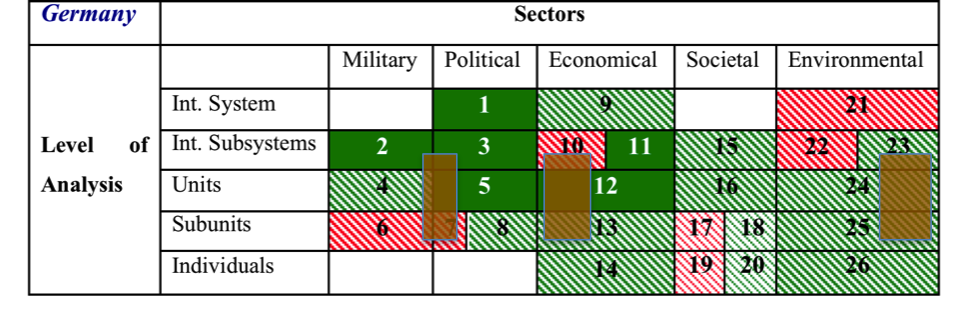 Germany Sectors
Military Political Economical Societal Environmental
Int. System 1 9 21
Level of Int. Subsystems 2 3 10 11 15 22 23
Analysis Units 4 5 12 16 24
Subunits 6 7 8 13 17 18 25
Individuals 14 19 20 26